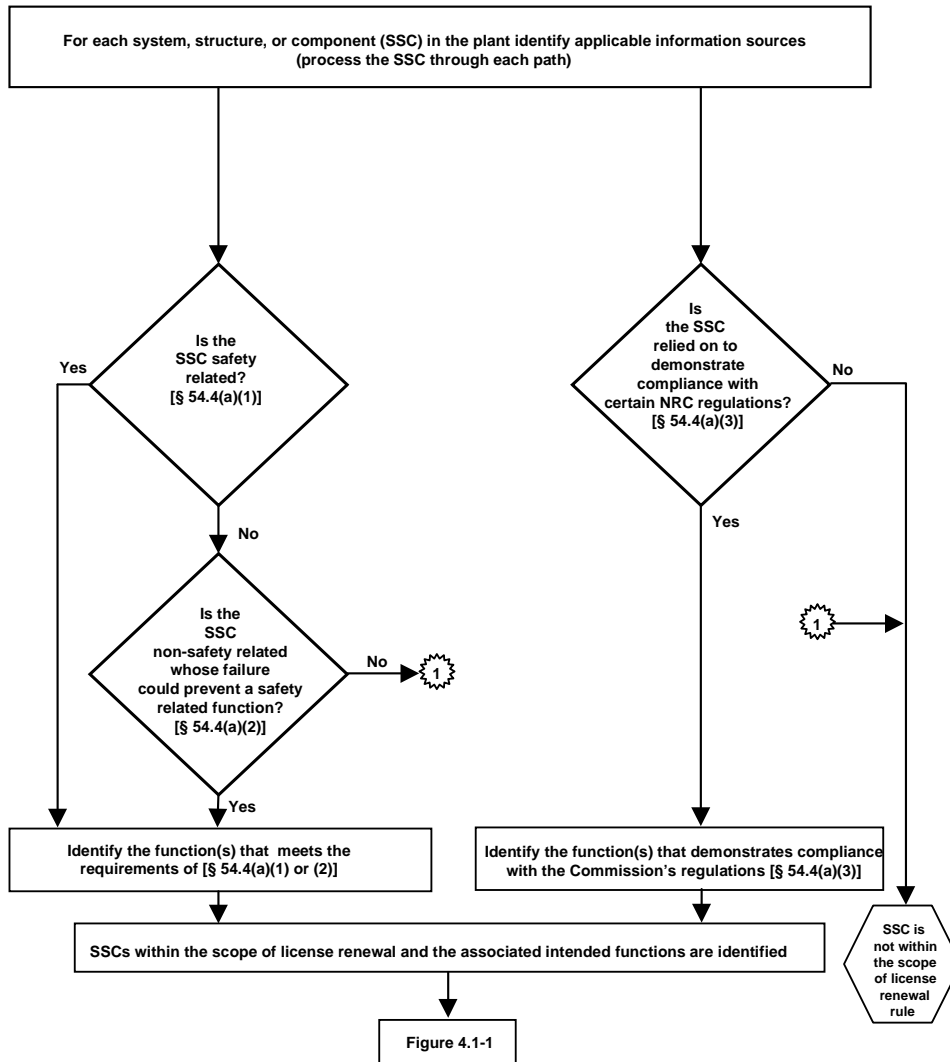 For each system, structure, or component (SSC) in the plant identify applicable information sources
(process the SSC through each path)
Is the
SSC safety
related?
[§ 54.4(a)(1)]
Yes
No
Is the
SSC
non-safety related
whose failure
could prevent a safety
related function?
[§ 54.4(a)(2)]
No
1
Yes
Identify the function(s) that meets the
requirements of [§ 54.4(a)(1) or (2)]
Is
the SSC
relied on to
demonstrate
compliance with
certain NRC regulations?
[§ 54.4(a)(3)]
No
Yes
1
Identify the function(s) that demonstrates compliance
with the Commission’s regulations [§ 54.4(a)(3)]
SSC is
not within
the scope
of license
renewal
rule
SSCs within the scope of license renewal and the associated intended functions are identified
Figure 4.1-1